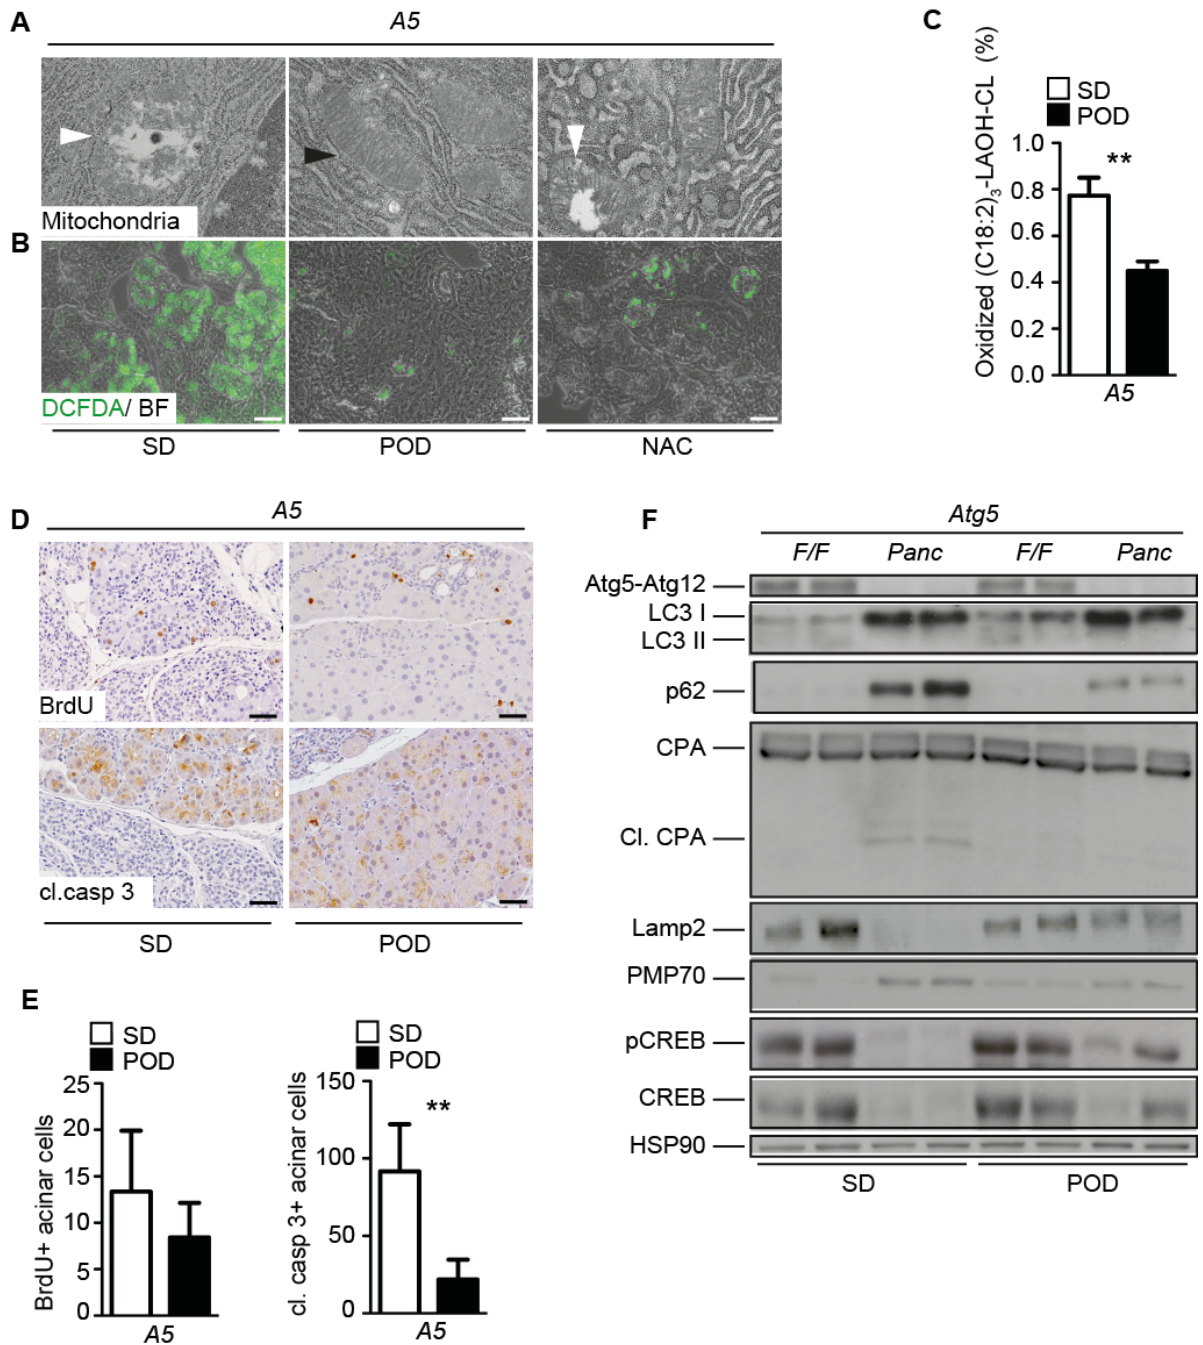 A
A5
Mitochondria
B
DCFDA/ BF
SD
POD
NAC
C
Oxidized (C18:2)3-LAOH-CL (%)
SD
POD
1.0
**
0.8
0.6
0.4
0.2
0.0
A5
D
A5
BrdU
cl.casp 3
SD
POD
E
SD
POD
BrdU+ acinar cells
25
20
15
10
5
0
A5
SD
POD
cl. casp 3+ acinar cells
150
**
100
50
0
A5
F
Atg5
F/F
Panc
F/F
Panc
Atg5-Atg12
LC3 I
LC3 II
p62
CPA
Cl. CPA
Lamp2
PMP70
pCREB
CREB
HSP90
SD
POD